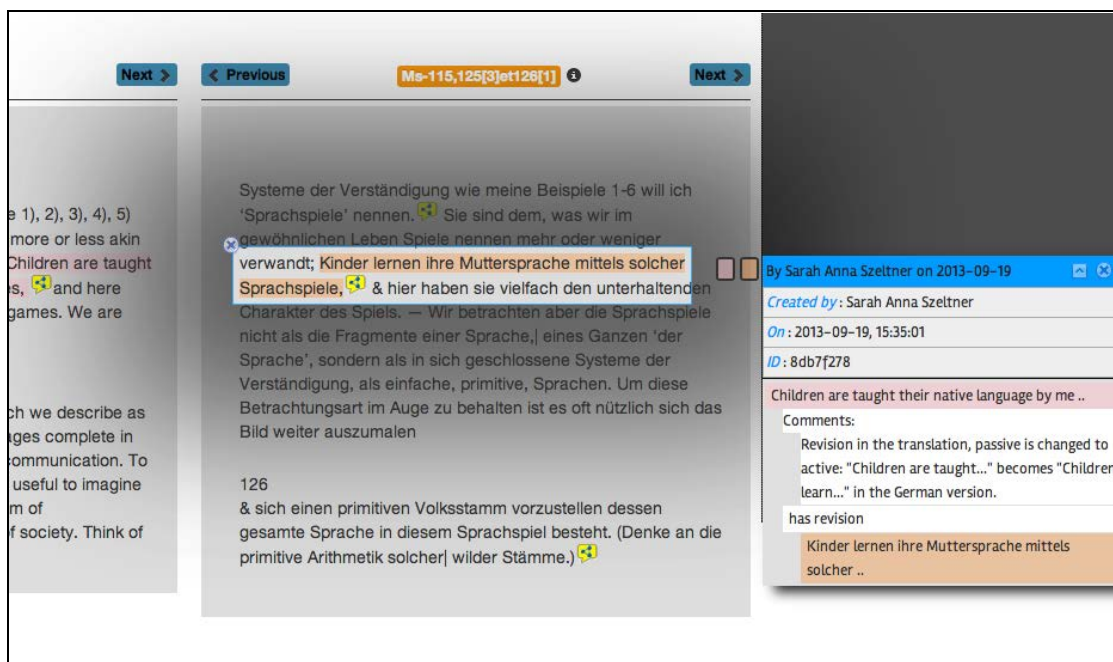 Next
Previous
Ms-115,125[3]et126[1]
Next
e 1), 2), 3), 4), 5)
more or less akin
Children are taught
s, and here
games. We are
ch we describe as
ages complete in
communication. To
useful to imagine
m of
f society. Think of
Systeme der Verständigung wie meine Beispiele 1-6 will ich
‘Sprachspiele’ nennen. Sie sind dem, was wir im
gewöhnlichen Leben Spiele nennen mehr oder weniger
verwandt; Kinder lernen ihre Muttersprache mittels solcher
Sprachspiele, & hier haben sie vielfach den unterhaltenden
Charakter des Spiels. — Wir betrachten aber die Sprachspiele
nicht als die Fragmente einer Sprache,| eines Ganzen ‘der
Sprache’, sondern als in sich geschlossene Systeme der
Verständigung, als einfache, primitive, Sprachen. Um diese
Betrachtungsart im Auge zu behalten ist es oft nützlich sich das
Bild weiter auszumalen
126
& sich einen primitiven Volksstamm vorzustellen dessen
gesamte Sprache in diesem Sprachspiel besteht. (Denke an die
primitive Arithmetik solcher| wilder Stämme.)
By Sarah Anna Szeltner on 2013-09-19
Created by : Sarah Anna Szeltner
On : 2013-09-19, 15:35:01
ID : 8db7f278
Children are taught their native language by me ..
Comments:
Revision in the translation, passive is changed to
active: "Children are taught..." becomes "Children
learn..." in the German version.
has revision
Kinder lernen ihre Muttersprache mittels
solcher ..